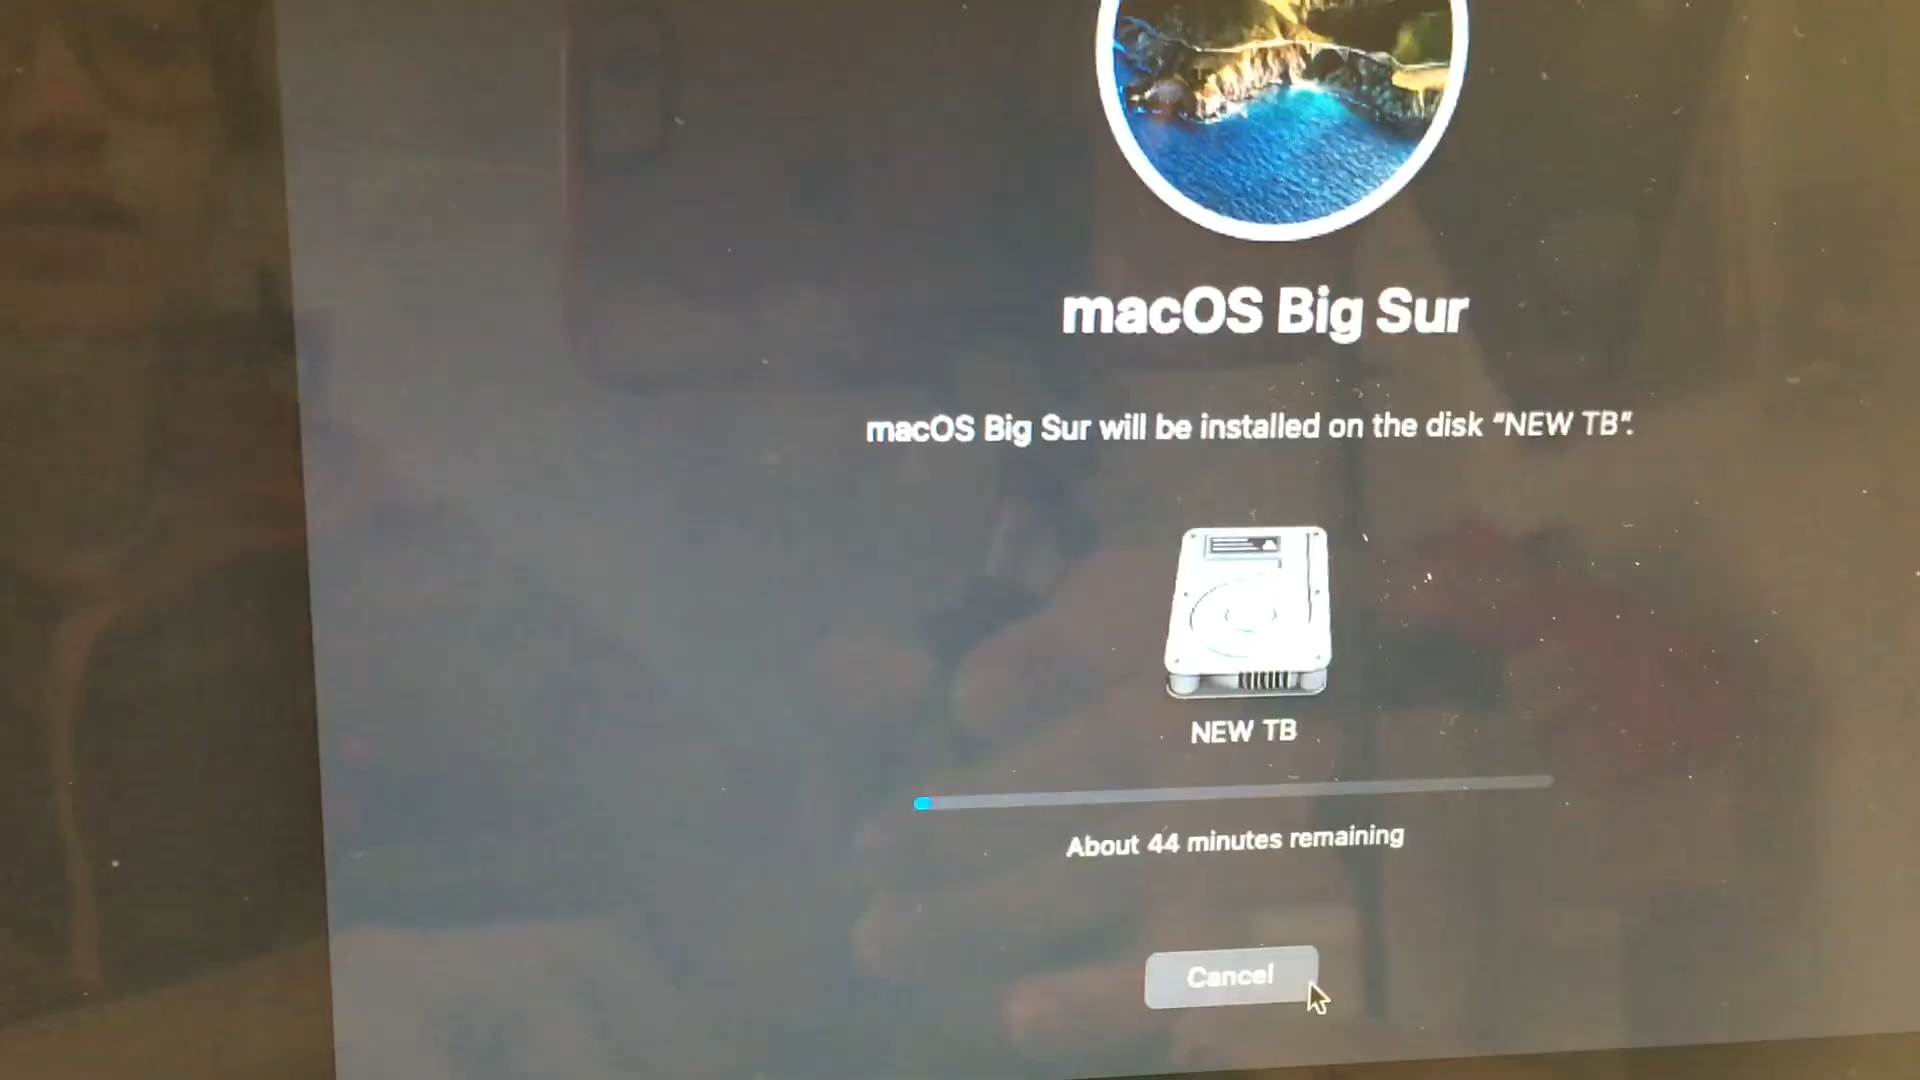 macOS Big Sur
macOS Big Sur will be installed on the disk “NEW TB”.
NEW TB
About 44 minutes remaining
Cancel